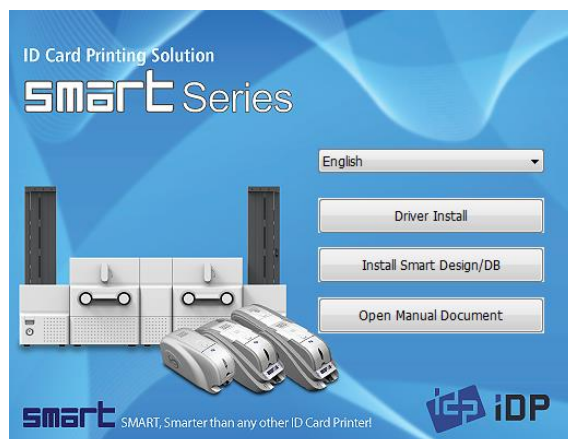 ID Card Printing Solution
smart Series
English
Driver Install
Install Smart Design/DB
Open Manual Document
smart SMART, Smarter than any other ID Card Printer!
iDP iDP